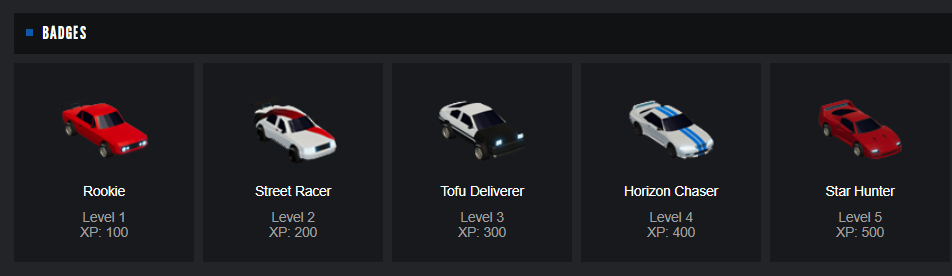 BADGES
Rookie
Level 1
XP: 100
Street Racer
Level 2
XP: 200
Tofu Deliverer
Level 3
XP: 300
Horizon Chaser
Level 4
XP: 400
Star Hunter
Level 5
XP: 500